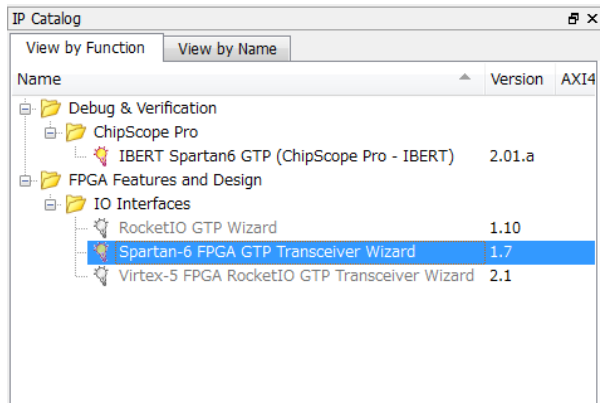 IP Catalog
View by Function View by Name
Name Version AXI4
Debug & Verification
ChipScope Pro
IBERT Spartan6 GTP (ChipScope Pro - IBERT) 2.01.a
FPGA Features and Design
IO Interfaces
RocketIO GTP Wizard 1.10
Spartan-6 FPGA GTP Transceiver Wizard 1.7
Virtex-5 FPGA RocketIO GTP Transceiver Wizard 2.1